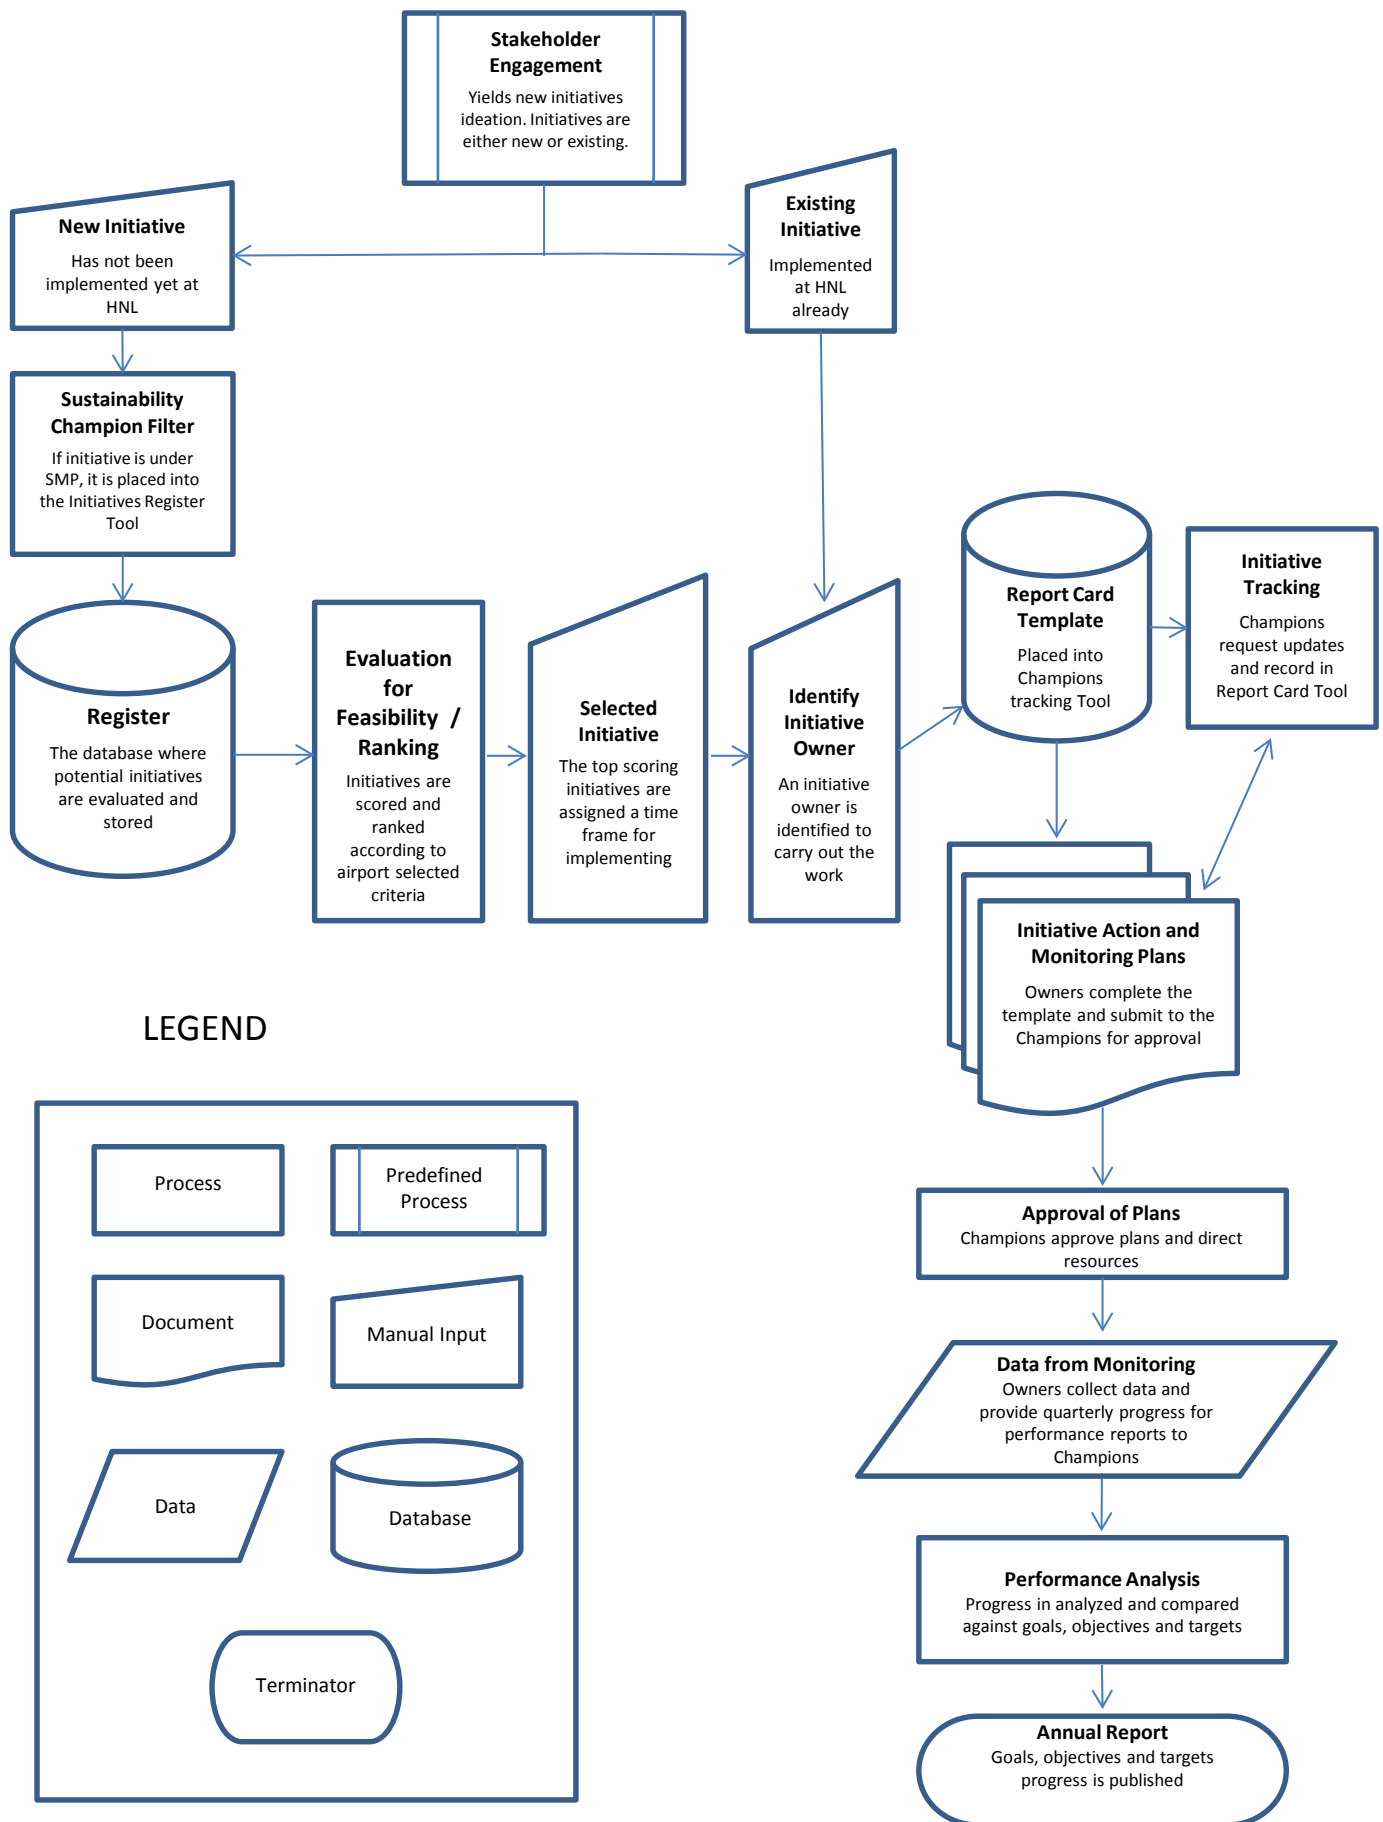 Stakeholder
Engagement
Yields new initiatives
ideation. Initiatives are
either new or existing.
New Initiative
Has not been
implemented yet at
HNL
Existing
Initiative
Implemented
at HNL
already
Sustainability
Champion Filter
If initiative is under
SMP, it is placed into
the Initiatives Register
Tool
Register
The database where
potential initiatives
are evaluated and
stored
Evaluation
for
Feasibility /
Ranking
Initiatives are
scored and
ranked
according to
airport selected
criteria
Selected
Initiative
The top scoring
initiatives are
assigned a time
frame for
implementing
Identify
Initiative
Owner
An initiative
owner is
identified to
carry out the
work
Report Card
Template
Placed into
Champions
tracking Tool
Initiative
Tracking
Champions
request updates
and record in
Report Card Tool
Initiative Action and
Monitoring Plans
Owners complete the
template and submit to the
Champions for approval
Approval of Plans
Champions approve plans and direct
resources
Data from Monitoring
Owners collect data and
provide quarterly progress for
performance reports to
Champions
Performance Analysis
Progress in analyzed and compared
against goals, objectives and targets
Annual Report
Goals, objectives and targets
progress is published
LEGEND
Process
Predefined
Process
Document
Manual Input
Data
Database
Terminator